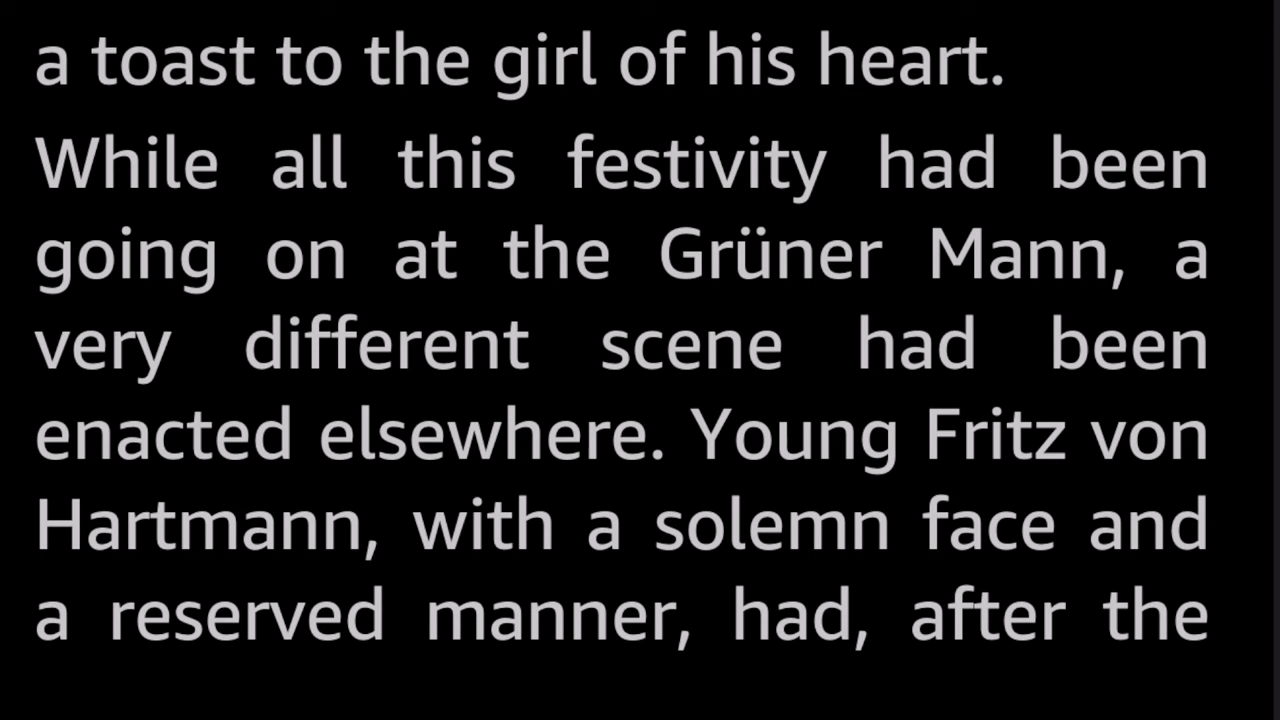 a toast to the girl of his heart.
While all this festivity had been
going on at the Grüner Mann, a
very different scene had been
enacted elsewhere. Young Fritz von
Hartmann, with a solemn face and
a reserved manner, had, after the